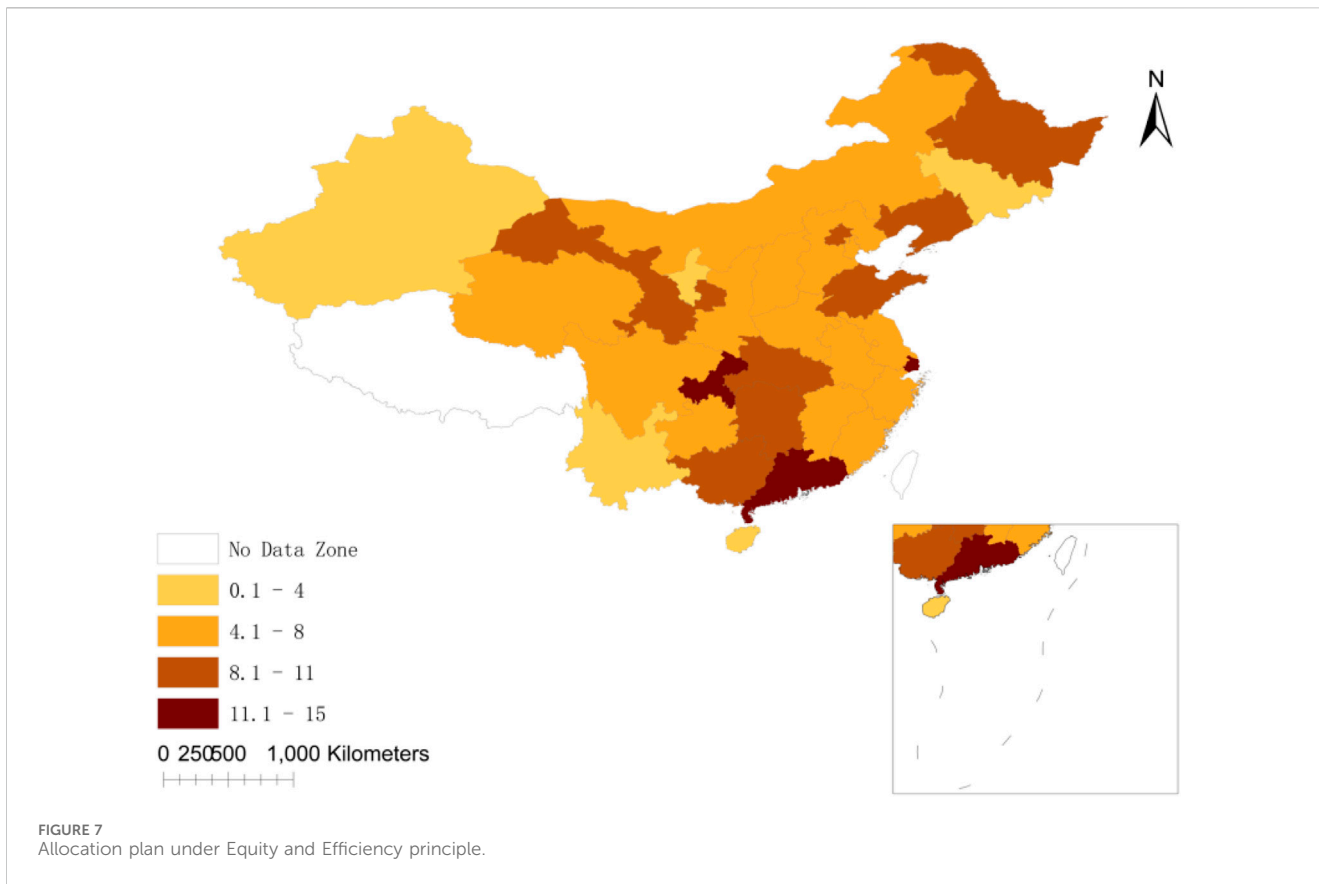 N
No Data Zone
0.1 - 4
4.1 - 8
8.1 - 11
11.1 - 15
0 250500 1,000 Kilometers
FIGURE 7
Allocation plan under Equity and Efficiency principle.